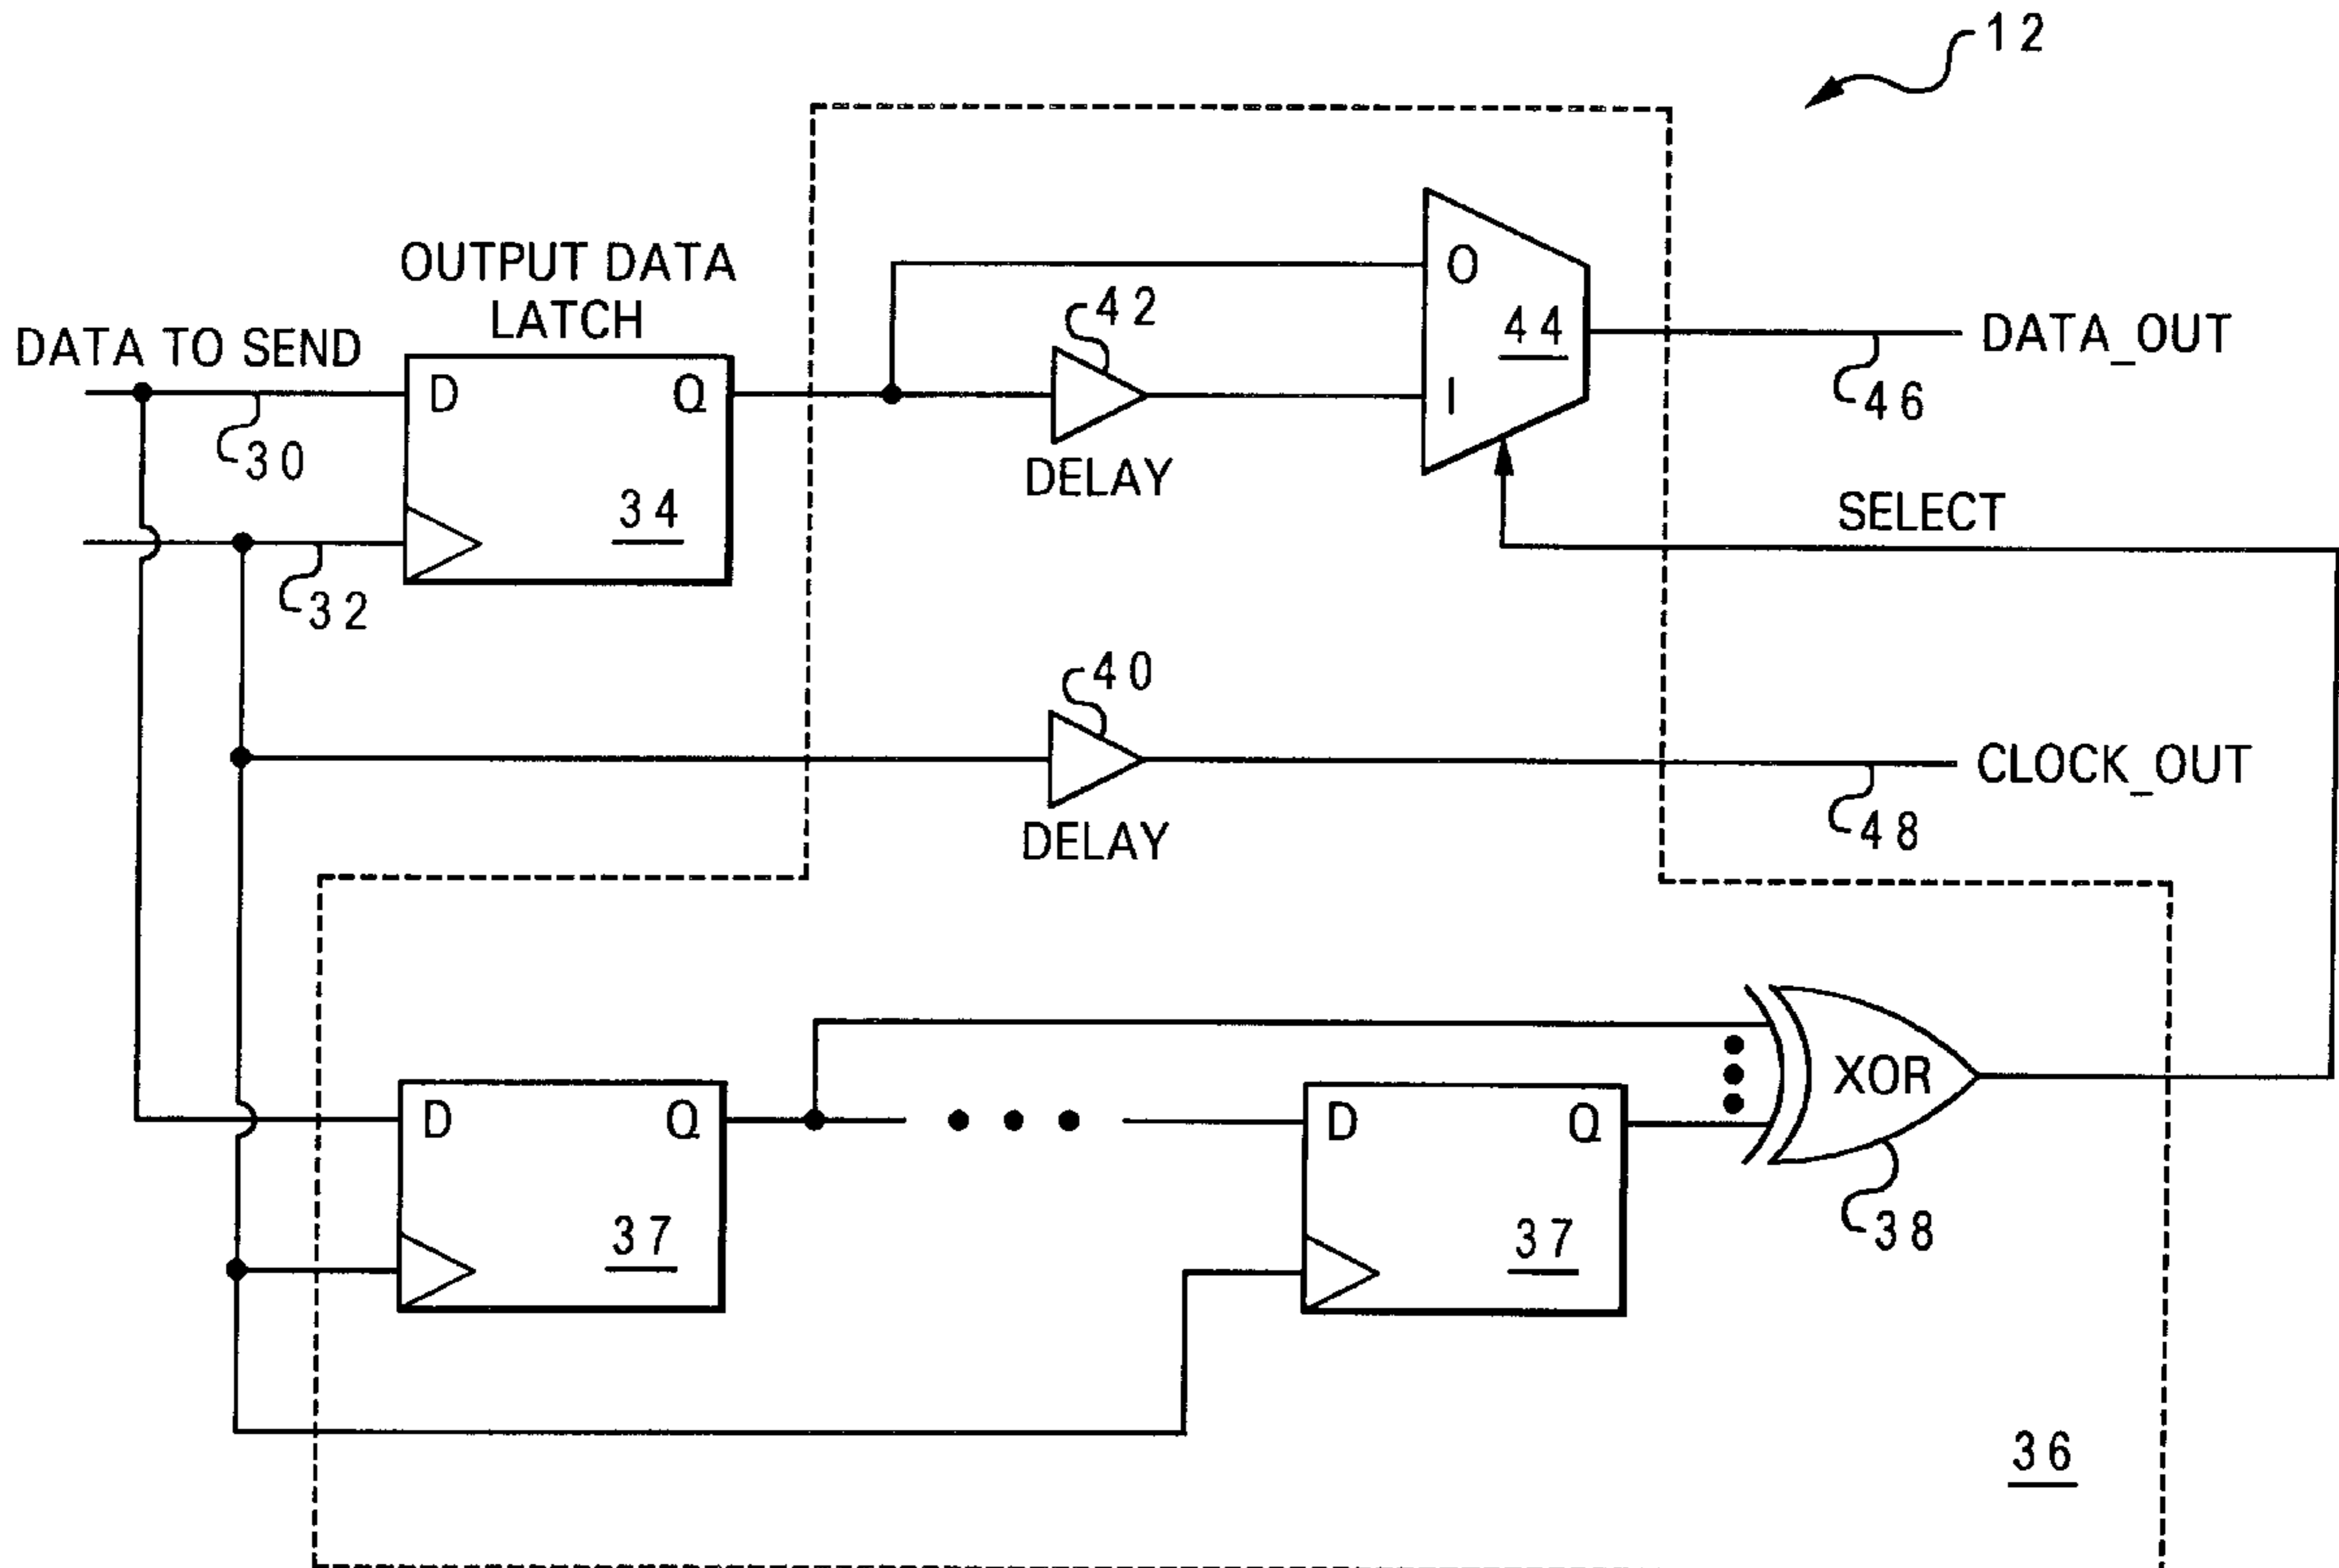 12
OUTPUT DATA
LATCH
DATA TO SEND
D
Q
30
34
32
42
DELAY
O
I
44
DATA_OUT
46
SELECT
40
DELAY
CLOCK_OUT
48
D
Q
37
D
Q
37
XOR
38
36